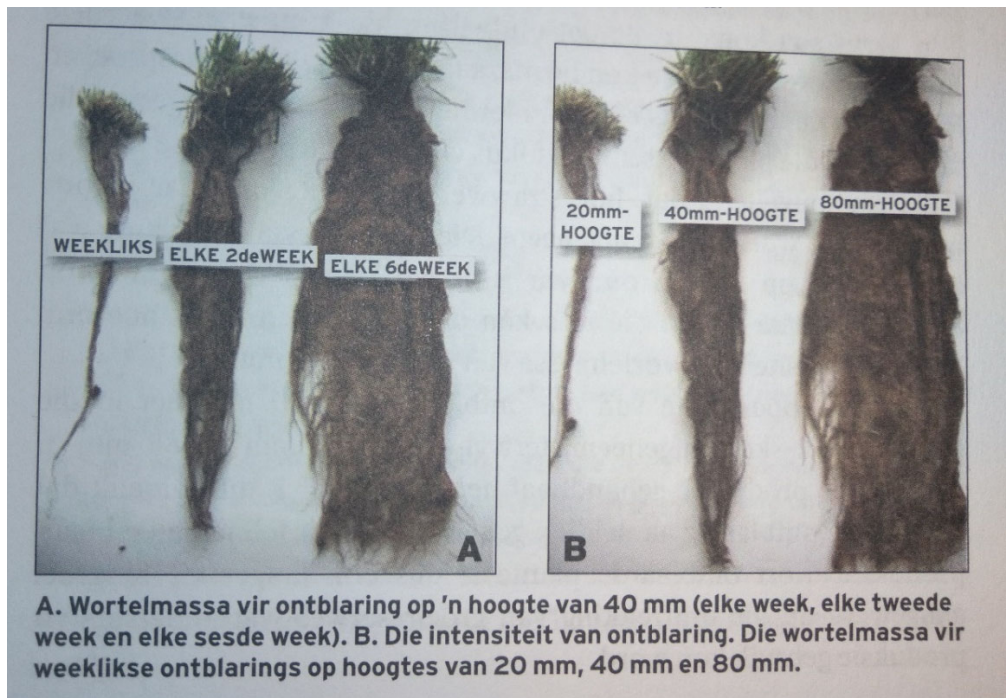 WEEKLIKS
ELKE 2deWEEK
ELKE 6deWEEK
A
20mm-
HOOGTE
40mm-HOOGTE
80mm-HOOGTE
B
A. Wortelmassa vir ontblaring op 'n hoogte van 40 mm (elke week, elke tweede
week en elke sesde week). B. Die intensiteit van ontblaring. Die wortelmassa vir
weeklikse ontblarings op hoogtes van 20 mm, 40 mm en 80 mm.